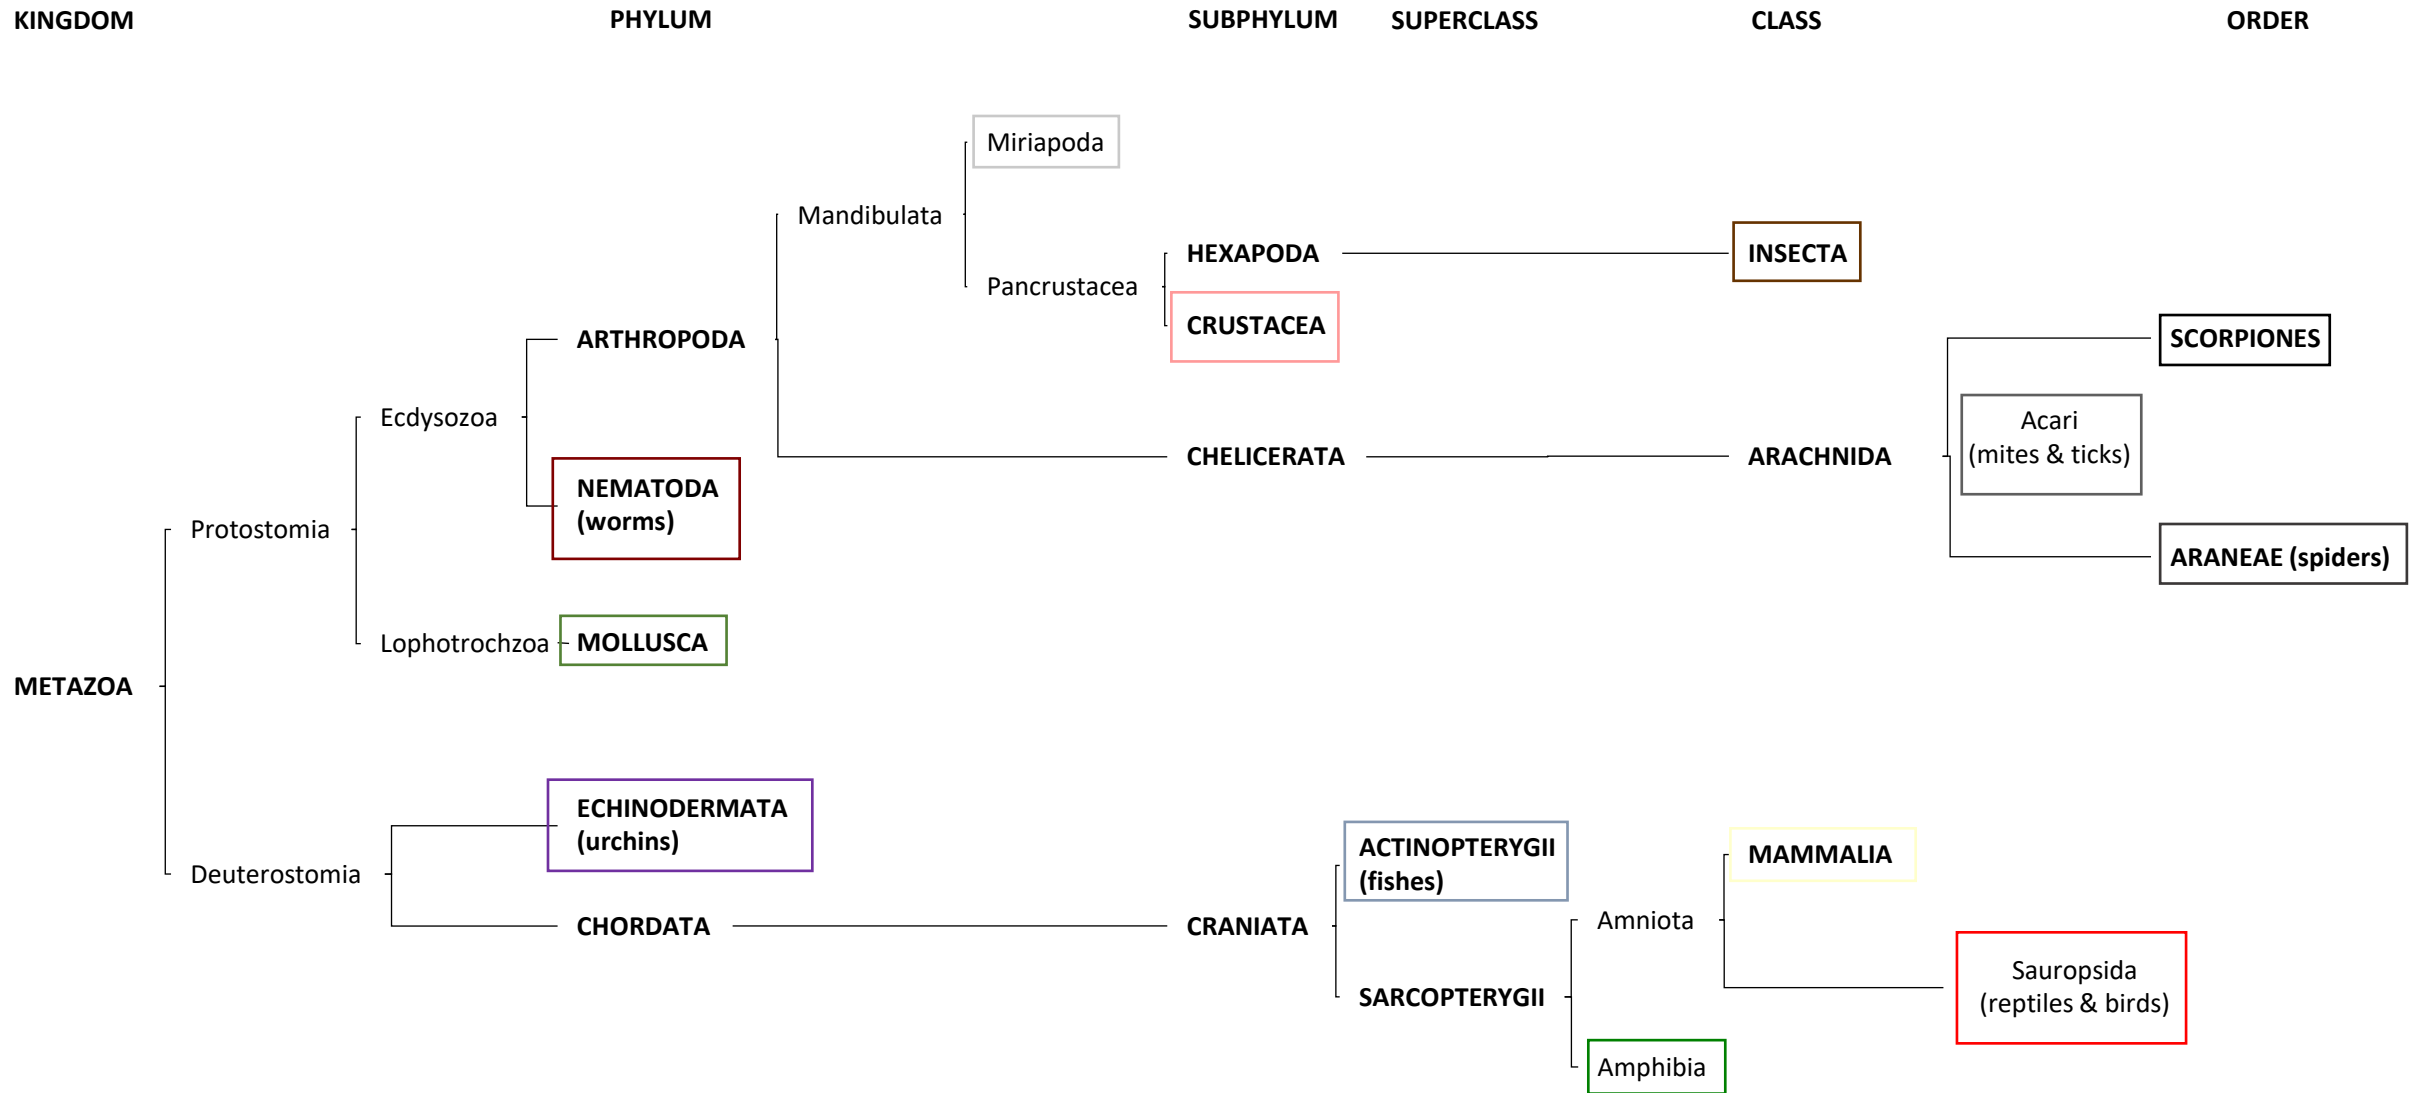 KINGDOM
PHYLUM
SUBPHYLUM
SUPERCLASS
CLASS
ORDER
Miriapoda
Mandibulata
HEXAPODA
INSECTA
Pancrustacea
CRUSTACEA
ARTHROPODA
SCORPIONES
Ecdysozoa
Acari
(mites & ticks)
CHELICERATA
ARACHNIDA
NEMATODA
(worms)
Protostomia
ARANEAE (spiders)
Lophotrochzoa
MOLLUSCA
METAZOA
ECHINODERMATA
(urchins)
ACTINOPTERYGII
(fishes)
MAMMALIA
Deuterostomia
CHORDATA
CRANIATA
Amniota
Sauropsida
(reptiles & birds)
SARCOPTERYGII
Amphibia